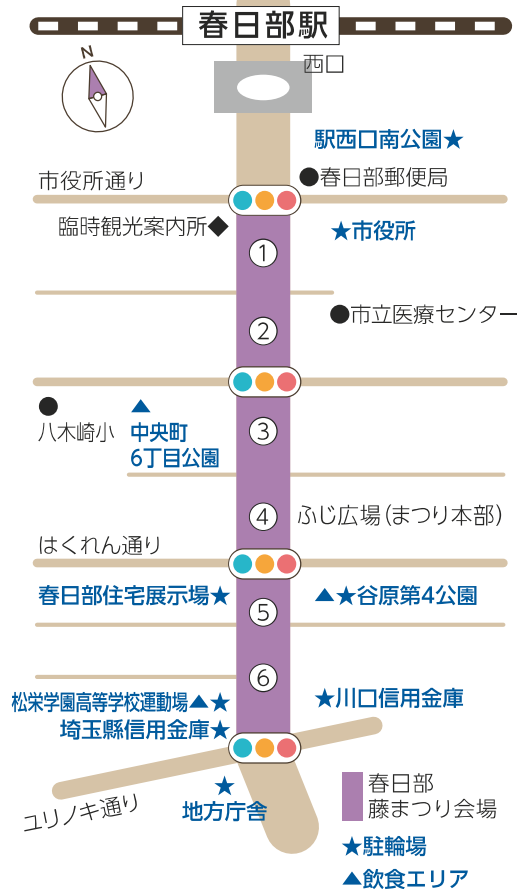 春日部駅
N
西口
駅西口南公園★
●春日部郵便局
市役所通り
臨時観光案内所◆
★市役所
①
●市立医療センター
②
●
八木崎小
▲
中央町
6丁目公園
③
④
ふじ広場(まつり本部)
はくれん通り
春日部住宅展示場★
▲★谷原第4公園
⑤
⑥
松栄学園高等学校運動場▲★
埼玉縣信用金庫★
★川口信用金庫
★
地方庁舎
ユリノキ通り
春日部
藤まつり会場
★駐輪場
▲飲食エリア